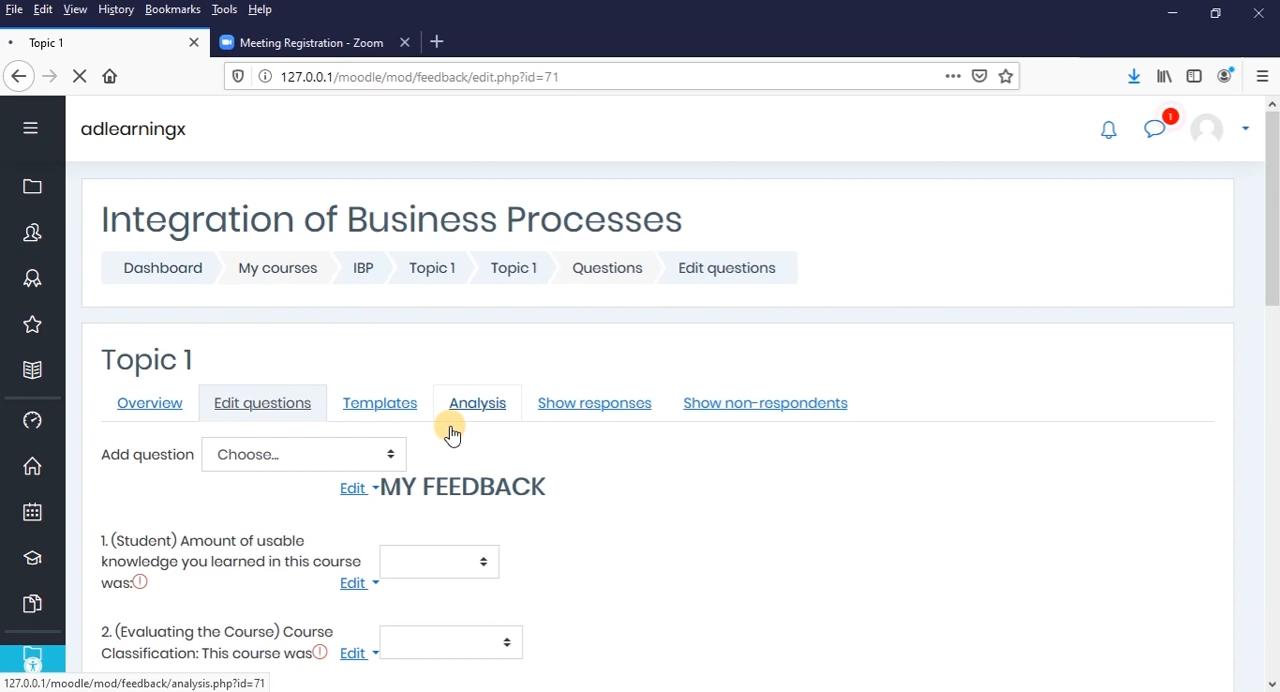 File Edit View History Bookmarks Tools Help
Topic 1
Meeting Registration - Zoom
127.0.0.1/moodle/mod/feedback/edit.php?id=71
adlearningx
1
Integration of Business Processes
Dashboard My courses IBP Topic 1 Topic 1 Questions Edit questions
Topic 1
Overview Edit questions Templates Analysis Show responses Show non-respondents
Add question Choose...
Edit MY FEEDBACK
1. (Student) Amount of usable
knowledge you learned in this course
was:
Edit
2. (Evaluating the Course) Course
Classification: This course was Edit
127.0.0.1/moodle/mod/feedback/analysis.php?id=71